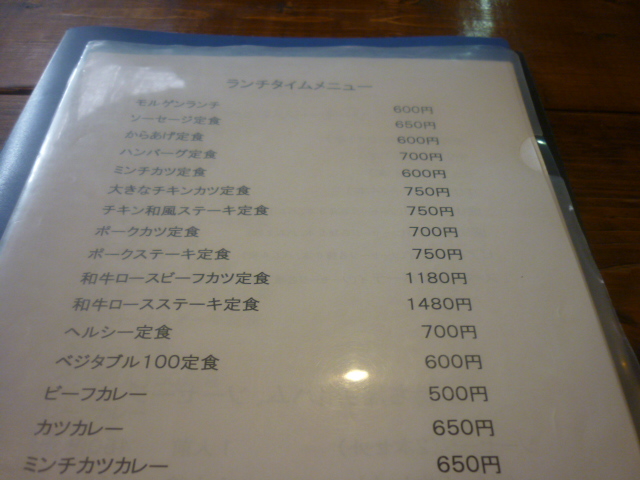 ランチタイムメニュー
モルゲンランチ 600円
ソーセージ定食 650円
からあげ定食 600円
ハンバーグ定食 700円
ミンチカツ定食 600円
大きなチキンカツ定食 750円
チキン和風ステーキ定食 750円
ポークカツ定食 700円
ポークステーキ定食 750円
和牛ロースビーフカツ定食 1180円
和牛ロースステーキ定食 1480円
ヘルシー定食 700円
ベジタブル100定食 600円
ビーフカレー 500円
カツカレー 650円
ミンチカツカレー 650円